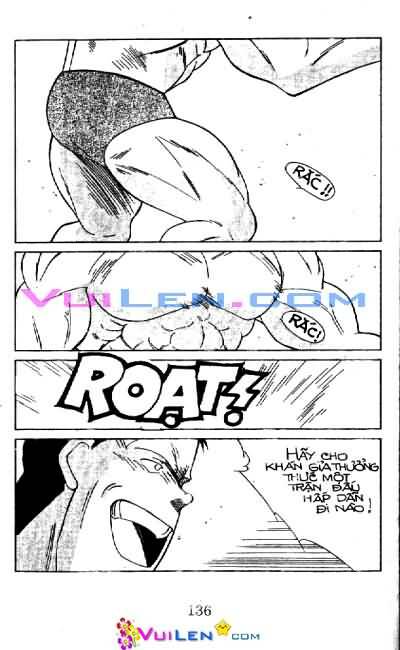 RẮC!!
VUILEN.COM
RẮC!
ROẠT!!
HÃY CHO
KHÁN GIẢ THƯỞNG
THỨC MỘT
TRẬN ĐẤU
HẤP DẪN
ĐI NÀO!
136
VUILEN.COM